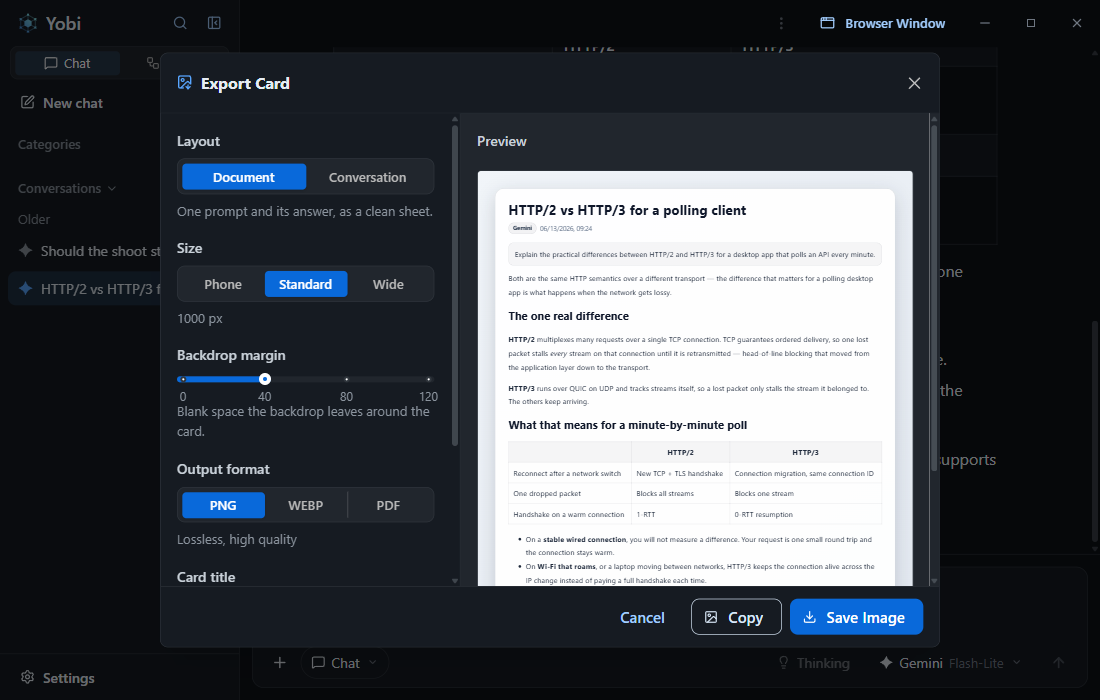 Yobi
Browser Window
Chat
New chat
Categories
Conversations
Older
Should the shoot st
HTTP/2 vs HTTP/3 f
Settings
HTTP/2
HTTP/3
one
e.
the
supports
Export Card
Layout
Document
Conversation
One prompt and its answer, as a clean sheet.
Size
Phone
Standard
Wide
1000 px
Backdrop margin
0
40
80
120
Blank space the backdrop leaves around the
card.
Output format
PNG
WEBP
PDF
Lossless, high quality
Card title
Preview
HTTP/2 vs HTTP/3 for a polling client
Gemini 06/13/2026, 09:24
Explain the practical differences between HTTP/2 and HTTP/3 for a desktop app that polls an API every minute.
Both are the same HTTP semantics over a different transport — the difference that matters for a polling desktop
app is what happens when the network gets lossy.
The one real difference
HTTP/2 multiplexes many requests over a single TCP connection. TCP guarantees ordered delivery, so one lost
packet stalls every stream on that connection until it is retransmitted — head-of-line blocking that moved from
the application layer down to the transport.
HTTP/3 runs over QUIC on UDP and tracks streams itself, so a lost packet only stalls the stream it belonged to.
The others keep arriving.
What that means for a minute-by-minute poll
HTTP/2 HTTP/3
Reconnect after a network switch New TCP + TLS handshake Connection migration, same connection ID
One dropped packet Blocks all streams Blocks one stream
Handshake on a warm connection 1-RTT 0-RTT resumption
• On a stable wired connection, you will not measure a difference. Your request is one small round trip and
the connection stays warm.
• On Wi-Fi that roams, or a laptop moving between networks, HTTP/3 keeps the connection alive across the
IP change instead of paying a full handshake each time.
Cancel
Copy
Save Image
Chat
Thinking
Gemini Flash-Lite